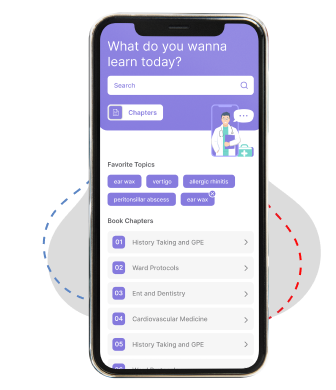 What do you wanna
learn today?
Search
Chapters
Favorite Topics
ear wax vertigo allergic rhinitis
peritonsillar abscess ear wax
Book Chapters
01 History Taking and GPE
02 Ward Protocols
03 Ent and Dentistry
04 Cardiovascular Medicine
05 History Taking and GPE